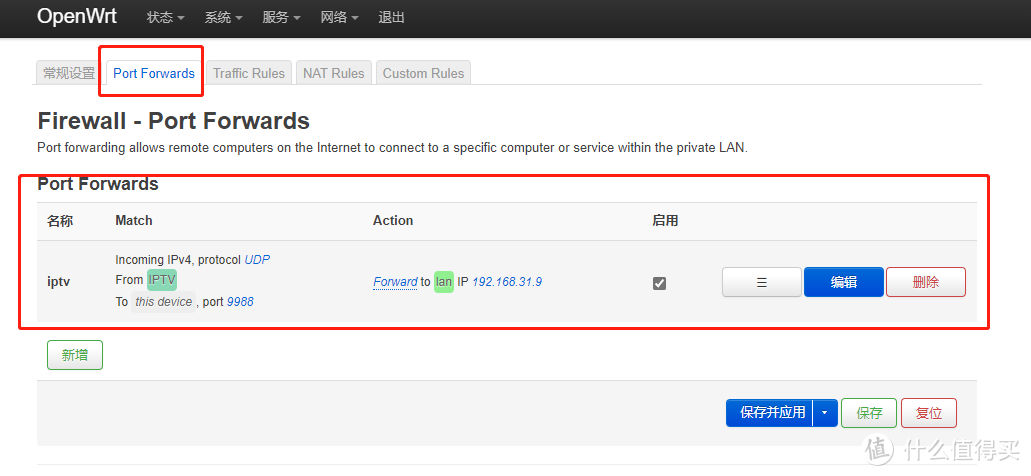 OpenWrt 状态 系统 服务 网络 退出
常规设置 Port Forwards Traffic Rules NAT Rules Custom Rules
Firewall - Port Forwards
Port forwarding allows remote computers on the Internet to connect to a specific computer or service within the private LAN.
Port Forwards
名称 Match Action 启用
Incoming IPv4, protocol UDP
iptv From IPTV Forward to lan IP 192.168.31.9 ☰ 编辑 删除
To this device, port 9988
新增
保存并应用 保存 复位
值 什么值得买